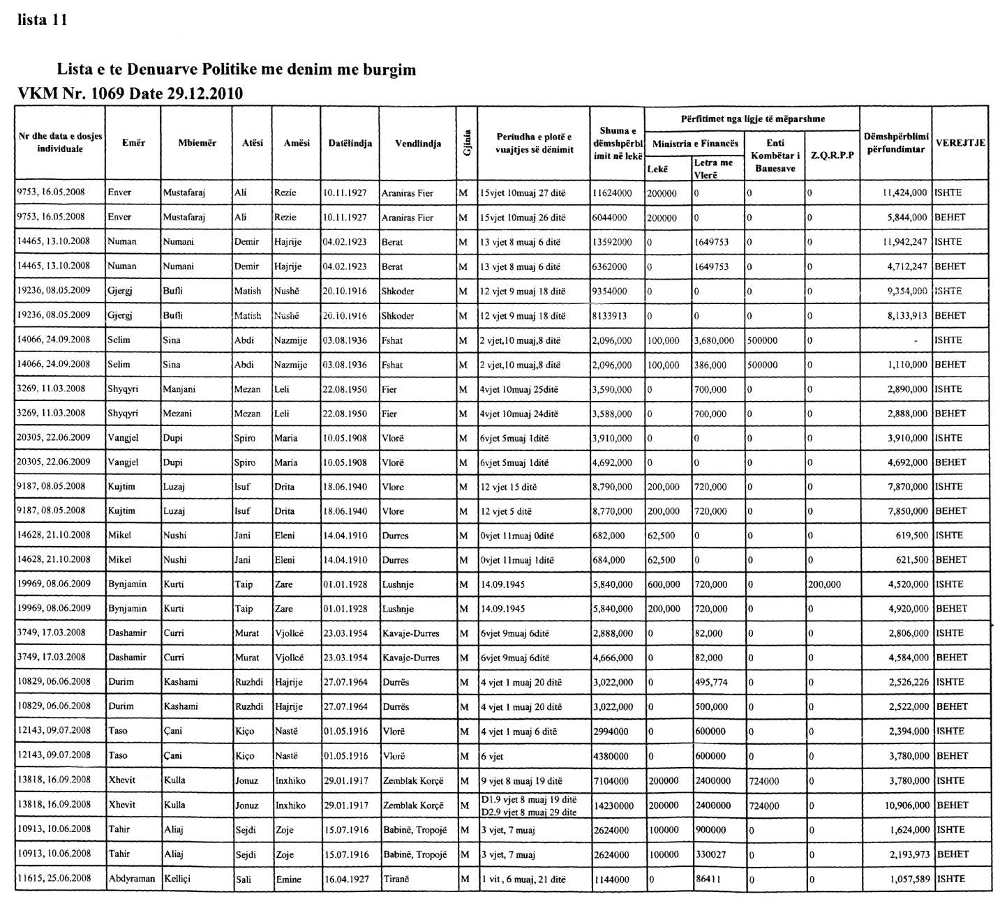 lista 11
Lista e te Denuarve Politike me denim me burgim
VKM Nr. 1069 Date 29.12.2010
Nr dhe data e dosjes individuale Emër Mbiemër Atësi Amësi Datëlindja Vendlindja Gjinia Periudha e plotë e vuajtjes së dënimit Shuma e dëmshpërbl imit në lekë Përfitimet nga ligje të mëparshme Ministria e Financës Lekë Letra me Vlerë Enti Kombëtar i Banesave Z.Q.R.P.P Dëmshpërblimi përfundimtar VEREJTJE
9753, 16.05.2008 Enver Mustafaraj Ali Rezie 10.11.1927 Araniras Fier M 15vjet 10muaj 27 ditë 11624000 200000 0 0 0 11,424,000 ISHTE
9753, 16.05.2008 Enver Mustafaraj Ali Rezie 10.11.1927 Araniras Fier M 15vjet 10muaj 26 ditë 6044000 200000 0 0 0 5,844,000 BEHET
14465, 13.10.2008 Numan Numani Demir Hajrije 04.02.1923 Berat M 13 vjet 8 muaj 6 ditë 13592000 0 1649753 0 0 11,942,247 ISHTE
14465, 13.10.2008 Numan Numani Demir Hajrije 04.02.1923 Berat M 13 vjet 8 muaj 6 ditë 6362000 0 1649753 0 0 4,712,247 BEHET
19236, 08.05.2009 Gjergj Bufli Matish Nushë 20.10.1916 Shkoder M 12 vjet 9 muaj 18 ditë 9354000 0 0 0 0 9,354,000 ISHTE
19236, 08.05.2009 Gjergj Bufli Matish Nushë 20.10.1916 Shkoder M 12 vjet 9 muaj 18 ditë 8133913 0 0 0 0 8,133,913 BEHET
14066, 24.09.2008 Selim Sina Abdi Nazmije 03.08.1936 Fshat M 2 vjet,10 muaj,8 ditë 2,096,000 100,000 3,680,000 500000 0 - ISHTE
14066, 24.09.2008 Selim Sina Abdi Nazmije 03.08.1936 Fshat M 2 vjet,10 muaj,8 ditë 2,096,000 100,000 386,000 500000 0 1,110,000 BEHET
3269, 11.03.2008 Shyqyri Manjani Mezan Leli 22.08.1950 Fier M 4vjet 10muaj 25ditë 3,590,000 0 700,000 0 0 2,890,000 ISHTE
3269, 11.03.2008 Shyqyri Mezani Mezan Leli 22.08.1950 Fier M 4vjet 10muaj 24ditë 3,588,000 0 700,000 0 0 2,888,000 BEHET
20305, 22.06.2009 Vangjel Dupi Spiro Maria 10.05.1908 Vlorë M 6vjet 5muaj 1ditë 3,910,000 0 0 0 0 3,910,000 ISHTE
20305, 22.06.2009 Vangjel Dupi Spiro Maria 10.05.1908 Vlorë M 6vjet 5muaj 1ditë 4,692,000 0 0 0 0 4,692,000 BEHET
9187, 08.05.2008 Kujtim Luzaj Isuf Drita 18.06.1940 Vlore M 12 vjet 15 ditë 8,790,000 200,000 720,000 0 0 7,870,000 ISHTE
9187, 08.05.2008 Kujtim Luzaj Isuf Drita 18.06.1940 Vlore M 12 vjet 5 ditë 8,770,000 200,000 720,000 0 0 7,850,000 BEHET
14628, 21.10.2008 Mikel Nushi Jani Eleni 14.04.1910 Durres M 0vjet 11muaj 0ditë 682,000 62,500 0 0 0 619,500 ISHTE
14628, 21.10.2008 Mikel Nushi Jani Eleni 14.04.1910 Durres M 0vjet 11muaj 1ditë 684,000 62,500 0 0 0 621,500 BEHET
19969, 08.06.2009 Bynjamin Kurti Taip Zare 01.01.1928 Lushnje M 14.09.1945 5,840,000 600,000 720,000 0 200,000 4,520,000 ISHTE
19969, 08.06.2009 Bynjamin Kurti Taip Zare 01.01.1928 Lushnje M 14.09.1945 5,840,000 200,000 720,000 0 0 4,920,000 BEHET
3749, 17.03.2008 Dashamir Curri Murat Vjollcë 23.03.1954 Kavaje-Durres M 6vjet 9muaj 6ditë 2,888,000 0 82,000 0 0 2,806,000 ISHTE
3749, 17.03.2008 Dashamir Curri Murat Vjollcë 23.03.1954 Kavaje-Durres M 6vjet 9muaj 6ditë 4,666,000 0 82,000 0 0 4,584,000 BEHET
10829, 06.06.2008 Durim Kashami Ruzhdi Hajrije 27.07.1964 Durrës M 4 vjet 1 muaj 20 ditë 3,022,000 0 495,774 0 0 2,526,226 ISHTE
10829, 06.06.2008 Durim Kashami Ruzhdi Hajrije 27.07.1964 Durrës M 4 vjet 1 muaj 20 ditë 3,022,000 0 500,000 0 0 2,522,000 BEHET
12143, 09.07.2008 Taso Çani Kiço Nastë 01.05.1916 Vlorë M 4 vjet 1 muaj 6 ditë 2994000 0 600000 0 0 2,394,000 ISHTE
12143, 09.07.2008 Taso Çani Kiço Nastë 01.05.1916 Vlorë M 6 vjet 4380000 0 600000 0 0 3,780,000 BEHET
13818, 16.09.2008 Xhevit Kulla Jonuz Inxhiko 29.01.1917 Zemblak Korçë M 9 vjet 8 muaj 19 ditë 7104000 200000 2400000 724000 0 3,780,000 ISHTE
13818, 16.09.2008 Xhevit Kulla Jonuz Inxhiko 29.01.1917 Zemblak Korçë M D1.9 vjet 8 muaj 19 ditë D2.9 vjet 8 muaj 29 dite 14230000 200000 2400000 724000 0 10,906,000 BEHET
10913, 10.06.2008 Tahir Aliaj Sejdi Zoje 15.07.1916 Babinë, Tropojë M 3 vjet, 7 muaj 2624000 100000 900000 0 0 1,624,000 ISHTE
10913, 10.06.2008 Tahir Aliaj Sejdi Zoje 15.07.1916 Babinë, Tropojë M 3 vjet, 7 muaj 2624000 100000 330027 0 0 2,193,973 BEHET
11615, 25.06.2008 Abdyraman Kelliçi Sali Emine 16.04.1927 Tiranë M 1 vit , 6 muaj, 21 ditë 1144000 0 86411 0 0 1,057,589 ISHTE